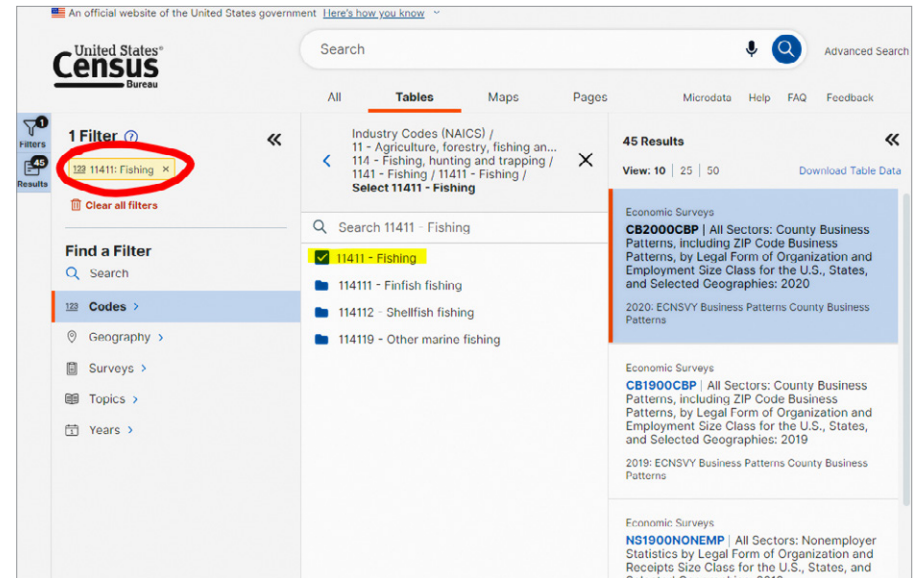 An official website of the United States government Here's how you know
United States®
Census
Bureau
Search
Advanced Search
All Tables Maps Pages Microdata Help FAQ Feedback
1
Filters
45
Results
1 Filter
123 11411: Fishing ×
Clear all filters
Find a Filter
Search
123 Codes >
Geography >
Surveys >
Topics >
Years >
Industry Codes (NAICS) /
11 - Agriculture, forestry, fishing an...
114 - Fishing, hunting and trapping /
1141 - Fishing / 11411 - Fishing /
Select 11411 - Fishing
Search 11411 - Fishing
11411 - Fishing
114111 - Finfish fishing
114112 - Shellfish fishing
114119 - Other marine fishing
45 Results
View: 10 | 25 | 50 Download Table Data
Economic Surveys
CB2000CBP | All Sectors: County Business
Patterns, including ZIP Code Business
Patterns, by Legal Form of Organization and
Employment Size Class for the U.S., States,
and Selected Geographies: 2020
2020: ECNSVY Business Patterns County Business
Patterns
Economic Surveys
CB1900CBP | All Sectors: County Business
Patterns, including ZIP Code Business
Patterns, by Legal Form of Organization and
Employment Size Class for the U.S., States,
and Selected Geographies: 2019
2019: ECNSVY Business Patterns County Business
Patterns
Economic Surveys
NS1900NONEMP | All Sectors: Nonemployer
Statistics by Legal Form of Organization and
Receipts Size Class for the U.S., States, and